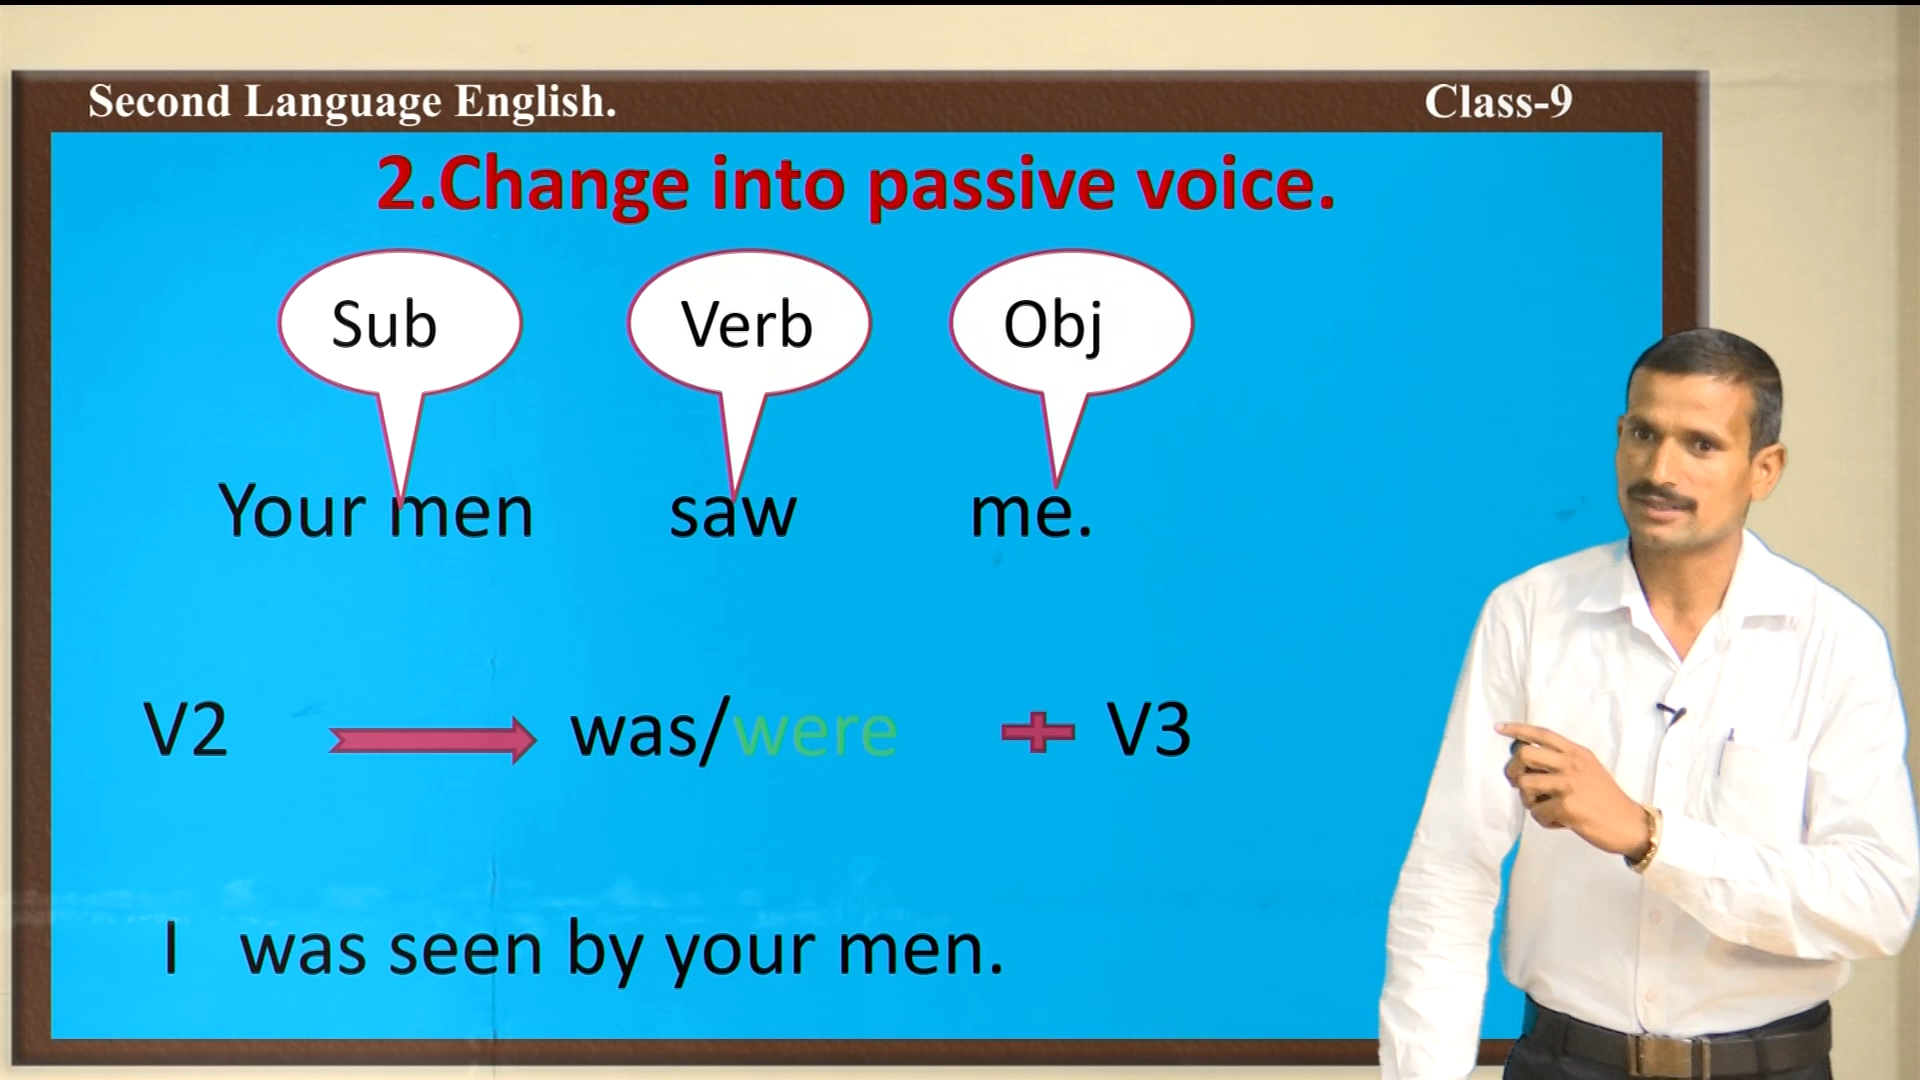 Second Language English. Class-9
2.Change into passive voice.
Sub Verb Obj
Your men saw me.
V2 was/were + V3
I was seen by your men.